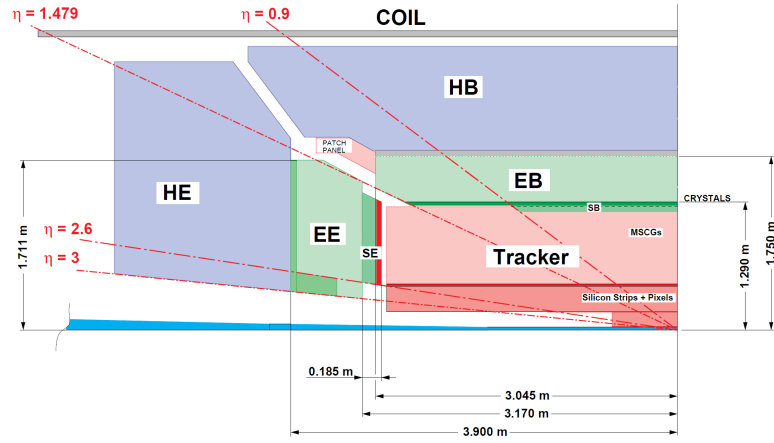 η = 1.479
η = 0.9
COIL
HB
PATCH
PANEL
HE
EB
CRYSTALS
SB
EE
η = 2.6
MSCGs
SE
Tracker
η = 3
1.711 m
1.290 m
1.750 m
Silicon Strips + Pixels
0.185 m
3.045 m
3.170 m
3.900 m